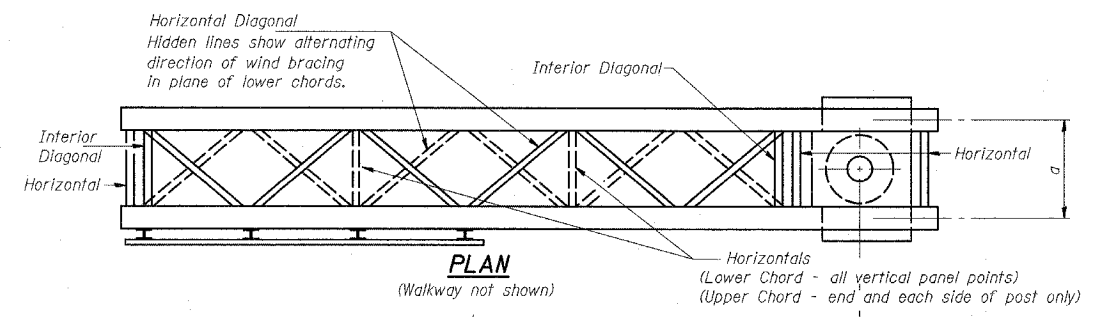 Horizontal Diagonal
Hidden lines show alternating
direction of wind bracing
in plane of lower chords.
Interior Diagonal
Interior
Diagonal
Horizontal
Horizontal
a
Horizontals
(Lower Chord - all vertical panel points)
(Upper Chord - end and each side of post only)
PLAN
(Walkway not shown)